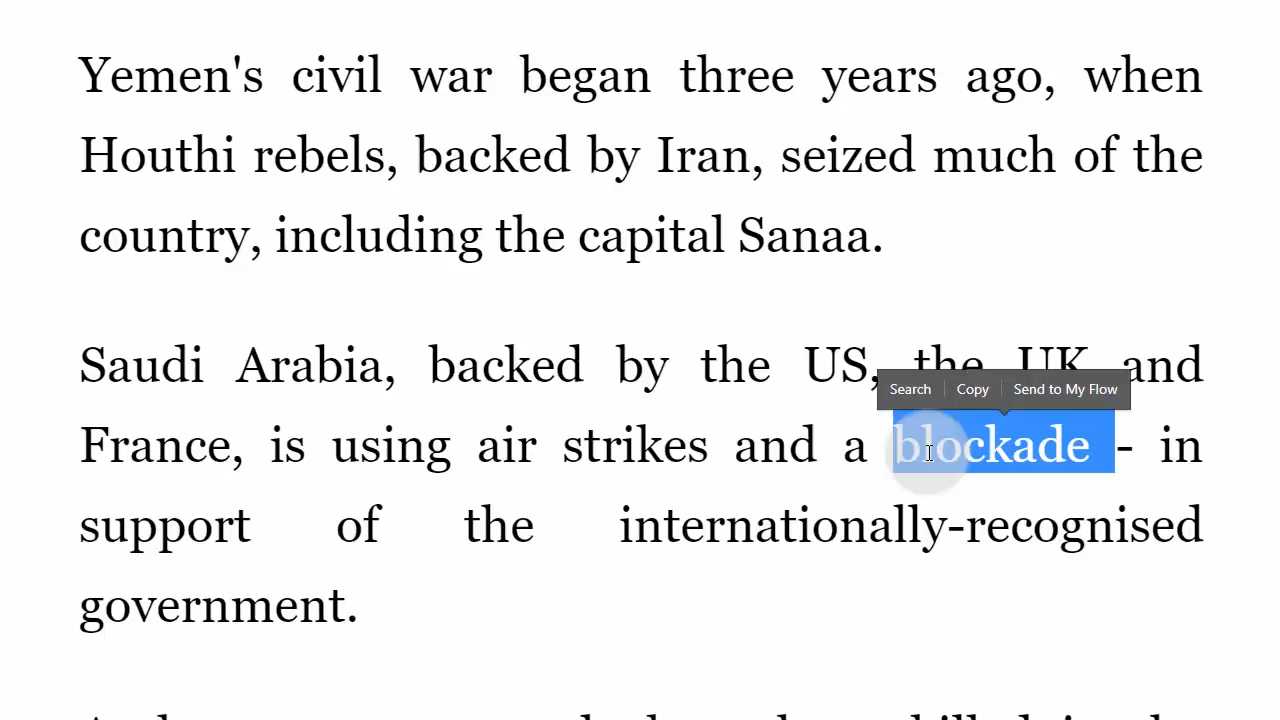 Yemen's civil war began three years ago, when
Houthi rebels, backed by Iran, seized much of the
country, including the capital Sanaa.
Saudi Arabia, backed by the US, the UK and
Search Copy Send to My Flow
France, is using air strikes and a blockade - in
support of the internationally-recognised
government.